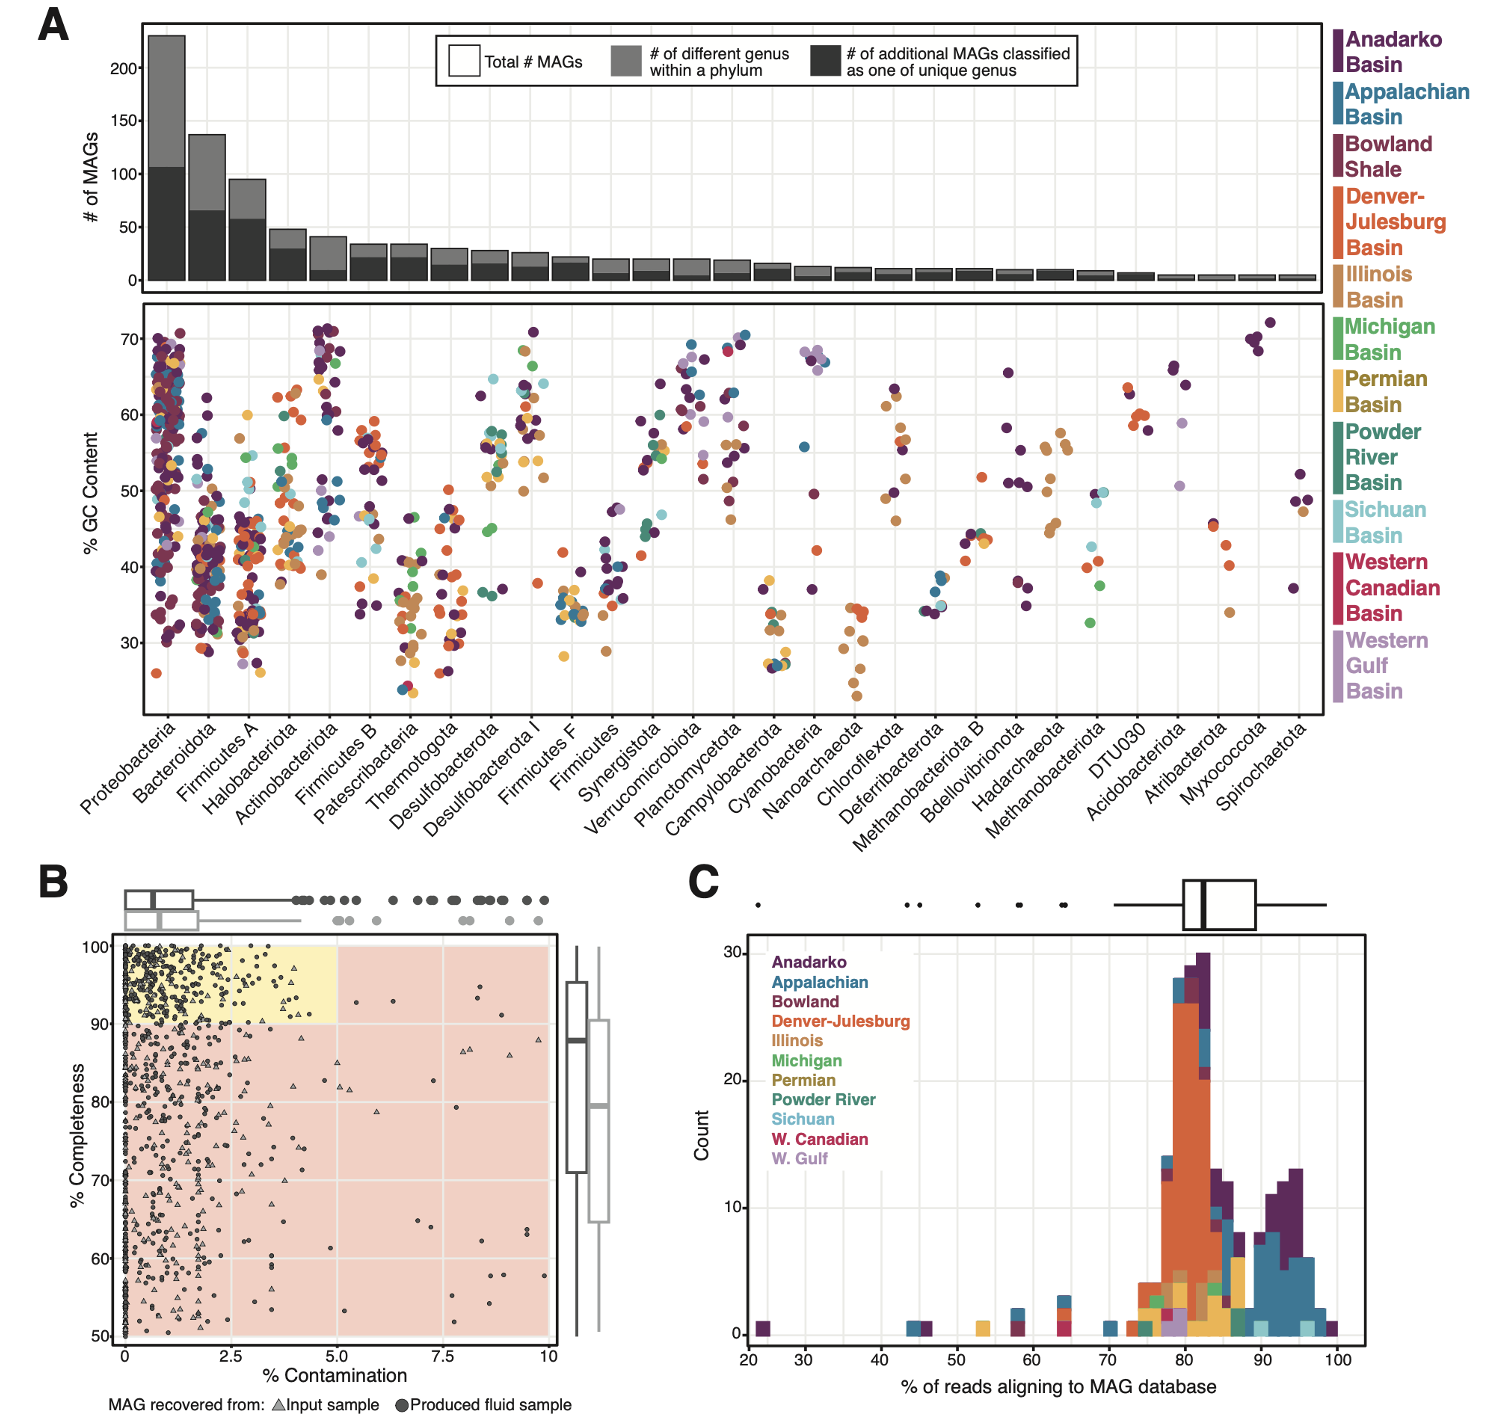 A
Total # MAGs
# of different genus
within a phylum
# of additional MAGs classified
as one of unique genus
# of MAGs
200
150
100
50
0
% GC Content
70
60
50
40
30
Proteobacteria
Bacteroidota
Firmicutes A
Halobacteriota
Actinobacteriota
Firmicutes B
Patescibacteria
Thermotogota
Desulfobacterota
Desulfobacterota I
Firmicutes F
Firmicutes
Synergistota
Verrucomicrobiota
Planctomycetota
Campylobacterota
Cyanobacteria
Nanoarchaeota
Chloroflexota
Deferribacterota
Methanobacteriota B
Bdellovibrionota
Hadarchaeota
Methanobacteriota
DTU030
Acidobacteriota
Atribacterota
Myxococcota
Spirochaetota
Anadarko
Basin
Appalachian
Basin
Bowland
Shale
Denver-
Julesburg
Basin
Illinois
Basin
Michigan
Basin
Permian
Basin
Powder
River
Basin
Sichuan
Basin
Western
Canadian
Basin
Western
Gulf
Basin
B
% Completeness
100
90
80
70
60
50
0
2.5
5.0
7.5
10
% Contamination
MAG recovered from: Input sample Produced fluid sample
C
Count
30
20
10
0
Anadarko
Appalachian
Bowland
Denver-Julesburg
Illinois
Michigan
Permian
Powder River
Sichuan
W. Canadian
W. Gulf
20
30
40
50
60
70
80
90
100
% of reads aligning to MAG database